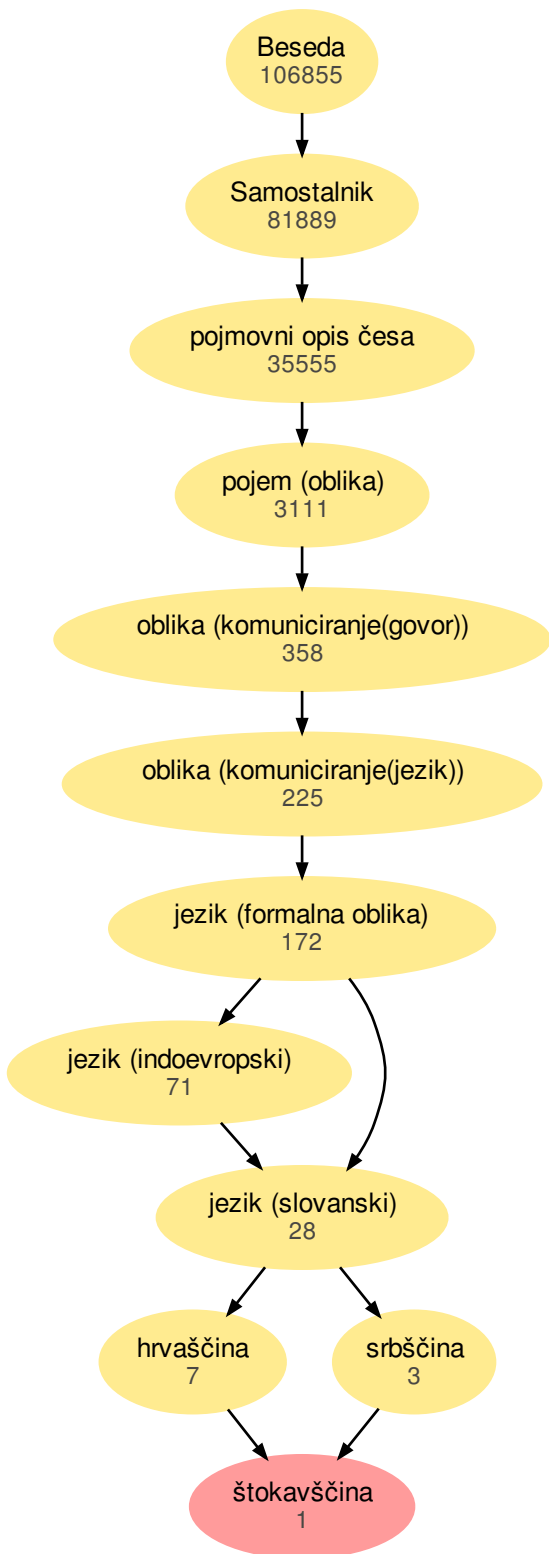 Beseda
106855
Samostalnik
81889
pojmovni opis česa
35555
pojem (oblika)
3111
oblika (komuniciranje(govor))
358
oblika (komuniciranje(jezik))
225
jezik (formalna oblika)
172
jezik (indoevropski)
71
jezik (slovanski)
28
hrvaščina
7
srbščina
3
štokavščina
1